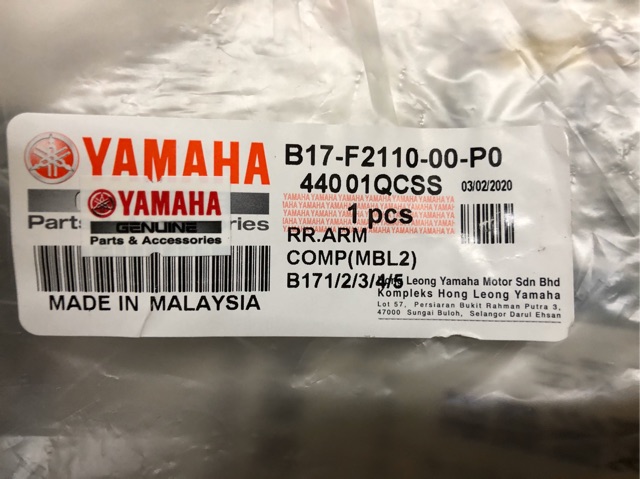 YAMAHA
B17-F2110-00-P0
44001QCSS
03/02/2020
YAMAHA
GENUINE
Parts & Accessories
1 pcs
RR.ARM
COMP(MBL2)
B171/2/3/4/5
Leong Yamaha Motor Sdn Bhd
Kompleks Hong Leong Yamaha
Lot 57, Persiaran Bukit Rahman Putra 3,
47000 Sungai Buloh, Selangor Darul Ehsan
MADE IN MALAYSIA